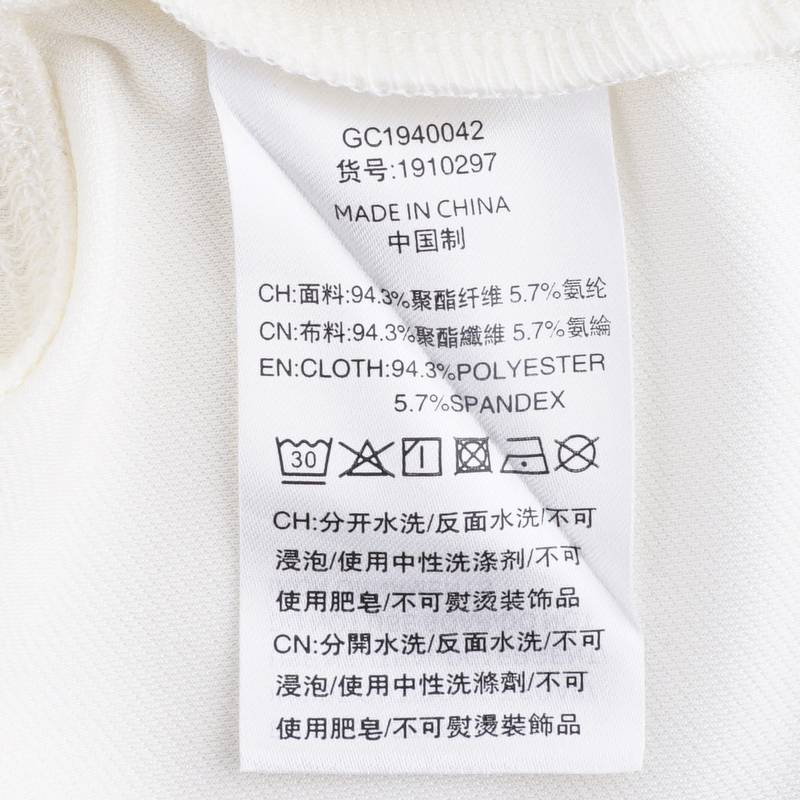 GC1940042
货号:1910297
MADE IN CHINA
中国制
CH:面料:94.3%聚酯纤维 5.7%氨纶
CN:布料:94.3%聚酯纖維 5.7%氨綸
EN:CLOTH:94.3%POLYESTER
5.7%SPANDEX
30
CH:分开水洗/反面水洗/不可
浸泡/使用中性洗涤剂/不可
使用肥皂/不可熨烫装饰品
CN:分開水洗/反面水洗/不可
浸泡/使用中性洗滌劑/不可
使用肥皂/不可熨燙裝飾品